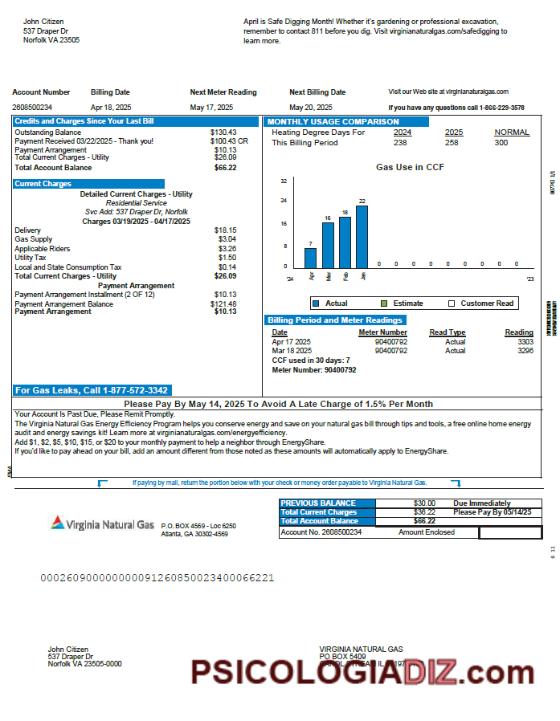 John Citizen
537 Draper Dr
Norfolk VA 23505
April is Safe Digging Month! Whether it's gardening or professional excavation,
remember to contact 811 before you dig. Visit virginianaturalgas.com/safedigging to
learn more.
Account Number Billing Date Next Meter Reading Next Billing Date Visit our Web site at virginianaturalgas.com
2608500234 Apr 18, 2025 May 17, 2025 May 20, 2025 If you have any questions call 1-866-229-3578
Credits and Charges Since Your Last Bill
Outstanding Balance $130.43
Payment Received 03/22/2025 - Thank you! $100.43 CR
Payment Arrangement $10.13
Total Current Charges - Utility $26.09
Total Account Balance $66.22
Current Charges
Detailed Current Charges - Utility
Residential Service
Svc Add: 537 Draper Dr, Norfolk
Charges 03/19/2025 - 04/17/2025
Delivery $18.15
Gas Supply $3.04
Applicable Riders $3.26
Utility Tax $1.50
Local and State Consumption Tax $0.14
Total Current Charges - Utility $26.09
Payment Arrangement
Payment Arrangement Installment (2 OF 12) $10.13
Payment Arrangement Balance $121.48
Payment Arrangement $10.13
For Gas Leaks, Call 1-877-572-3342
MONTHLY USAGE COMPARISON
Heating Degree Days For 2024 2025 NORMAL
This Billing Period 238 258 300
Gas Use in CCF
32
24
16
8
0
7 16 18 22 0 0 0 0 0 0 0 0 0
'24 Apr Mar Feb Jan '23
Actual Estimate Customer Read
Billing Period and Meter Readings
Date Meter Number Read Type Reading
Apr 17 2025 90400792 Actual 3303
Mar 18 2025 90400792 Actual 3296
CCF used in 30 days: 7
Meter Number: 90400792
Please Pay By May 14, 2025 To Avoid A Late Charge of 1.5% Per Month
Your Account Is Past Due, Please Remit Promptly.
The Virginia Natural Gas Energy Efficiency Program helps you conserve energy and save on your natural gas bill through tips and tools, a free online home energy
audit and energy savings kit! Learn more at virginianaturalgas.com/energyefficiency.
Add $1, $2, $5, $10, $15, or $20 to your monthly payment to help a neighbor through EnergyShare.
If you'd like to pay ahead on your bill, add an amount different from those noted as these amounts will automatically apply to EnergyShare.
If paying by mail, return the portion below with your check or money order payable to Virginia Natural Gas.
Virginia Natural Gas
P.O. BOX 4569 - Loc 6250
Atlanta, GA 30302-4569
PREVIOUS BALANCE $30.00 Due Immediately
Total Current Charges $36.22 Please Pay By 05/14/25
Total Account Balance $66.22
Account No. 2608500234 Amount Enclosed
00026090000000009126085002340006 6221
John Citizen
537 Draper Dr
Norfolk VA 23505-0000
VIRGINIA NATURAL GAS
PO BOX 5409
PSICOLOGIADIZ.com